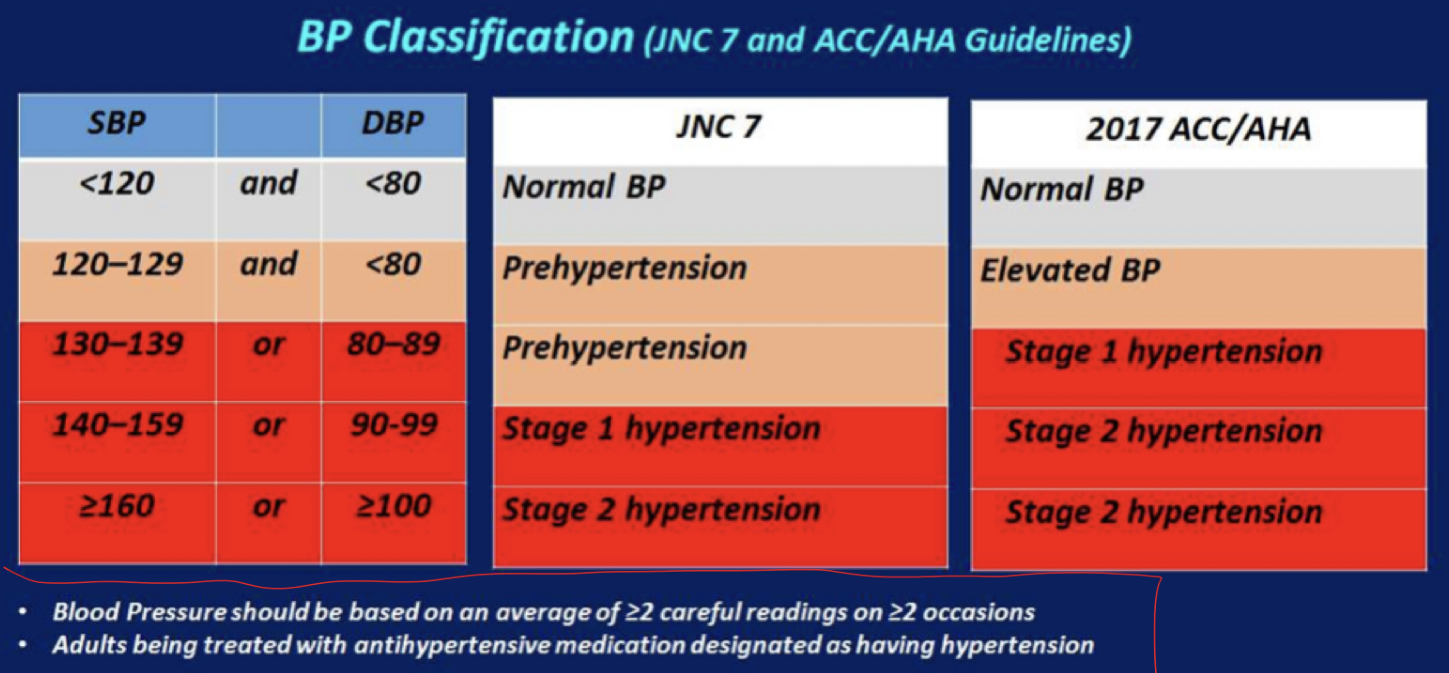 BP Classification (JNC 7 and ACC/AHA Guidelines)
SBP DBP JNC 7 2017 ACC/AHA
<120 and <80 Normal BP Normal BP
120–129 and <80 Prehypertension Elevated BP
130–139 or 80–89 Prehypertension Stage 1 hypertension
140–159 or 90-99 Stage 1 hypertension Stage 2 hypertension
≥160 or ≥100 Stage 2 hypertension Stage 2 hypertension
• Blood Pressure should be based on an average of ≥2 careful readings on ≥2 occasions
• Adults being treated with antihypertensive medication designated as having hypertension